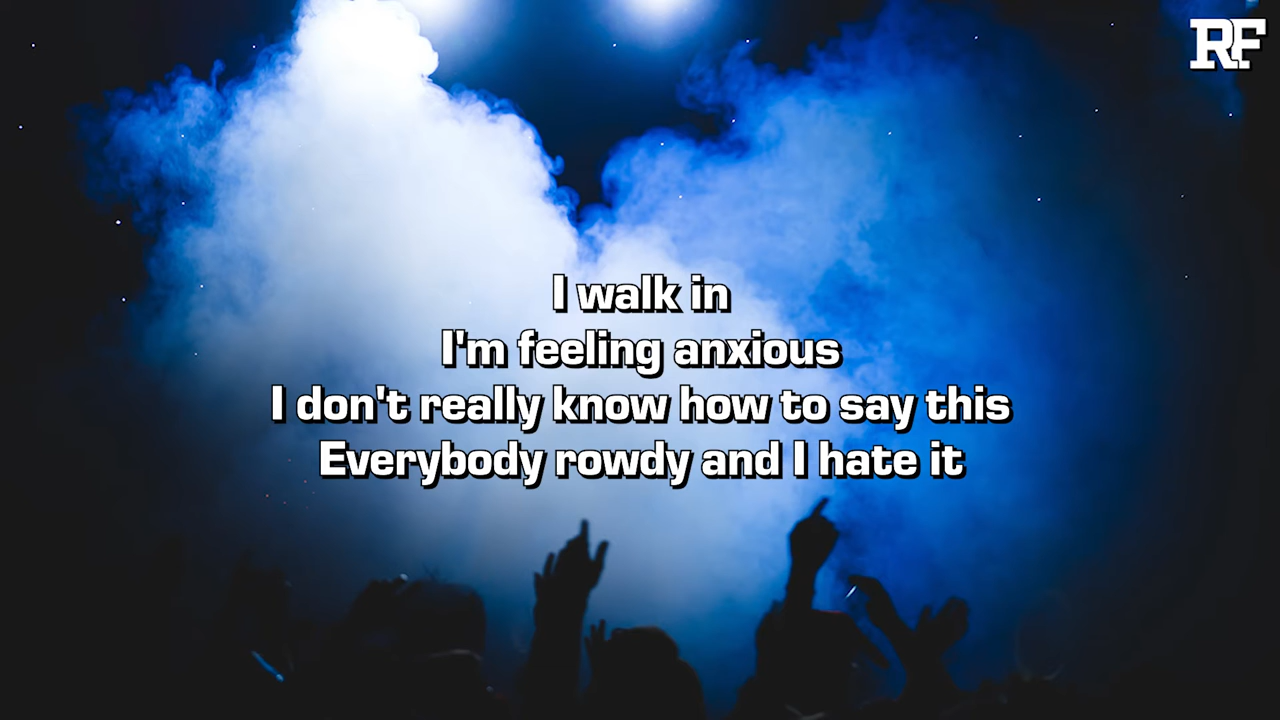 RF
I walk in
I'm feeling anxious
I don't really know how to say this
Everybody rowdy and I hate it